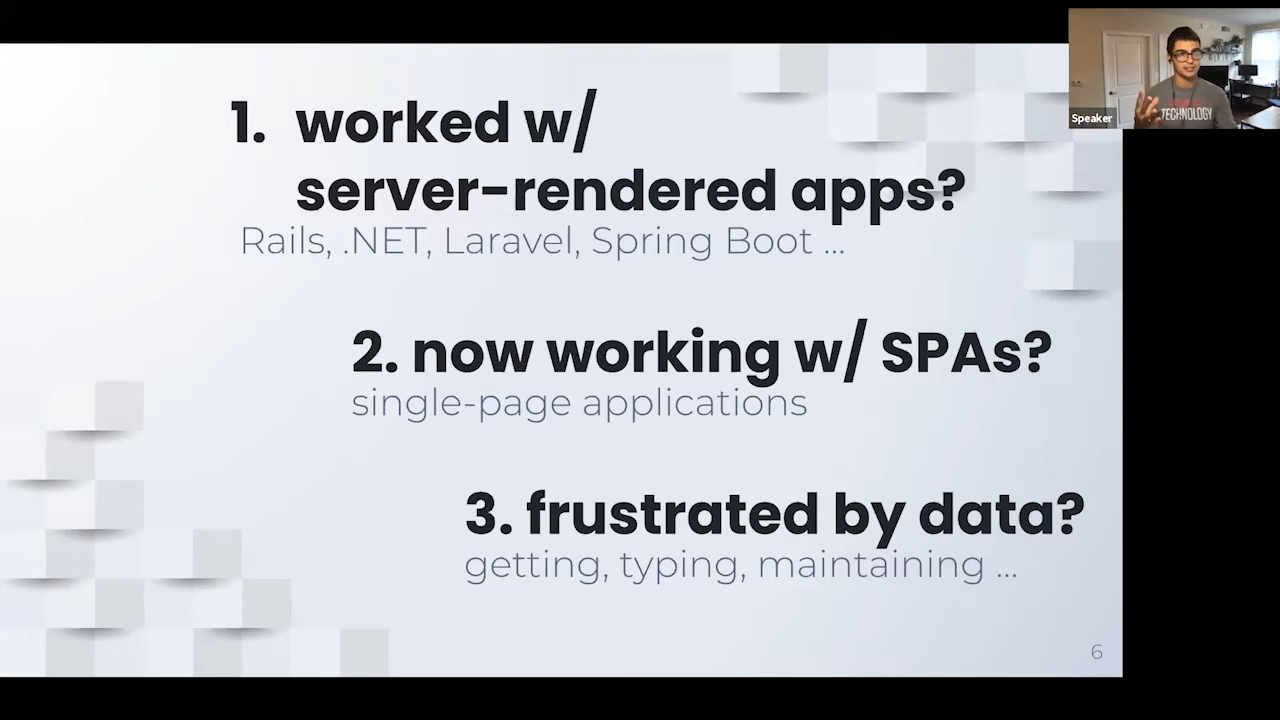 1. worked w/
server-rendered apps?
Rails, .NET, Laravel, Spring Boot ...
2. now working w/ SPAs?
single-page applications
3. frustrated by data?
getting, typing, maintaining ...
6
Speaker
TECHNOLOGY